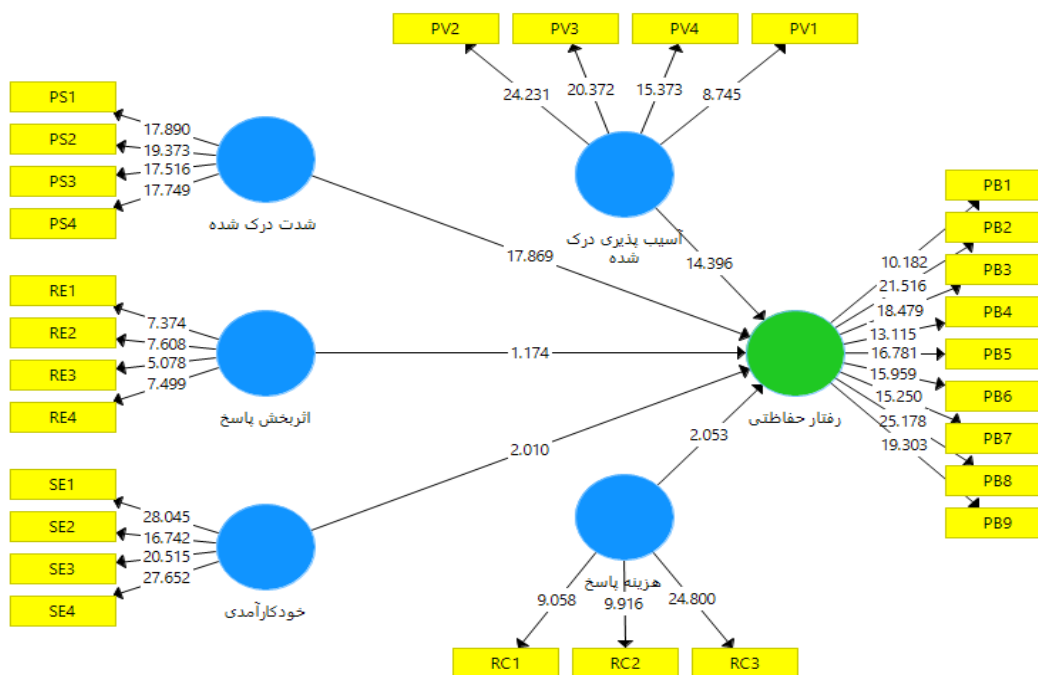 PV2 PV3 PV4 PV1
24.231 20.372 15.373 8.745
آسیب پذیری درک
شده
14.396
PS1
PS2
PS3
PS4
17.890
19.373
17.516
17.749
شدت درک شده
17.869
RE1
RE2
RE3
RE4
7.374
7.608
5.078
7.499
اثربخش پاسخ
1.174
SE1
SE2
SE3
SE4
28.045
16.742
20.515
27.652
خودکارآمدی
2.010
2.053
هزینه پاسخ
9.058 9.916 24.800
RC1 RC2 RC3
رفتار حفاظتی
10.182
21.516
18.479
13.115
16.781
15.959
15.250
25.178
19.303
PB1
PB2
PB3
PB4
PB5
PB6
PB7
PB8
PB9